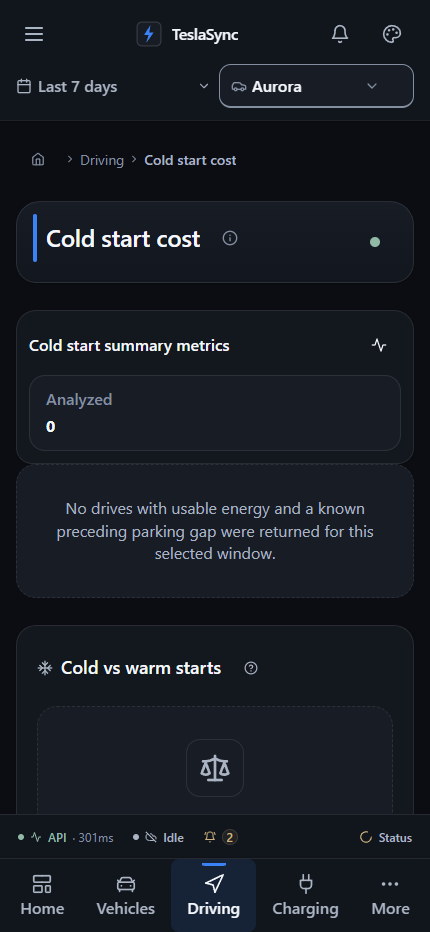 TeslaSync
Last 7 days
Aurora
Driving
Cold start cost
Cold start cost
Cold start summary metrics
Analyzed
0
No drives with usable energy and a known
preceding parking gap were returned for this
selected window.
Cold vs warm starts
API · 301ms
Idle
2
Status
Home
Vehicles
Driving
Charging
More